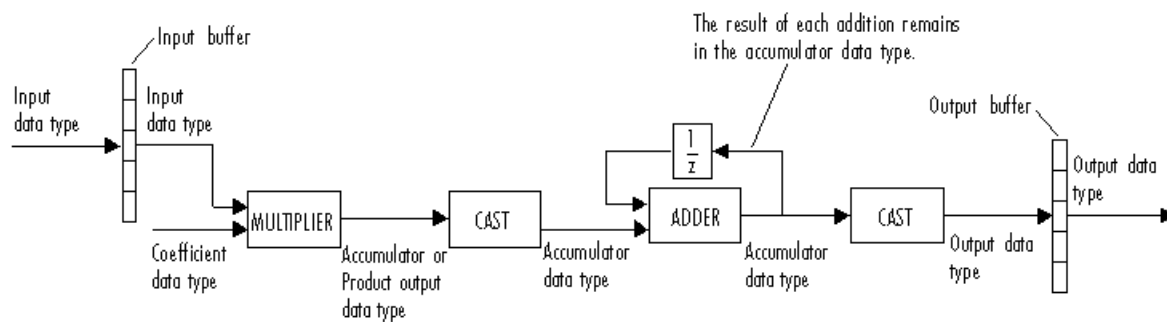 The result of each addition remains
in the accumulator data type.
Input buffer
Input
data type
Input
data type
Output buffer
1
z
Output data
type
MULTIPLIER
CAST
ADDER
CAST
Coefficient
data type
Accumulator or
Product output
data type
Accumulator
data type
Accumulator
data type
Output data
type